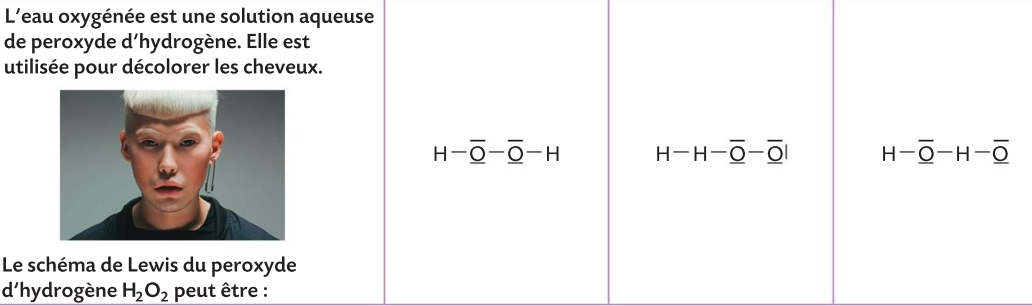 L'eau oxygénée est une solution aqueuse
de peroxyde d'hydrogène. Elle est
utilisée pour décolorer les cheveux.
H–O–O–H
H–H–O–O|
H–O–H–O
Le schéma de Lewis du peroxyde
d'hydrogène H₂O₂ peut être :